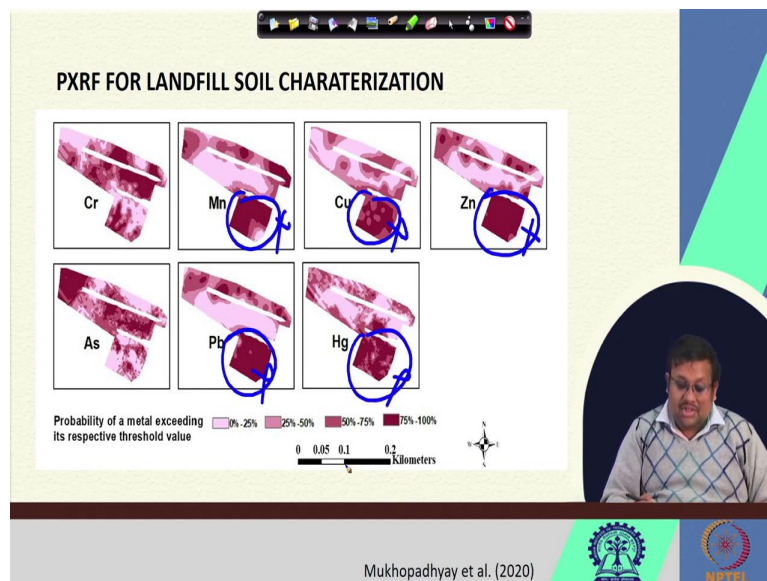 PXRF FOR LANDFILL SOIL CHARATERIZATION
Cr
Mn
Cu
Zn
As
Pb
Hg
Probability of a metal exceeding
its respective threshold value
0%-25%
25%-50%
50%-75%
75%-100%
N
W
E
S
0 0.05 0.1 0.2
Kilometers
Mukhopadhyay et al. (2020)
NPTEL